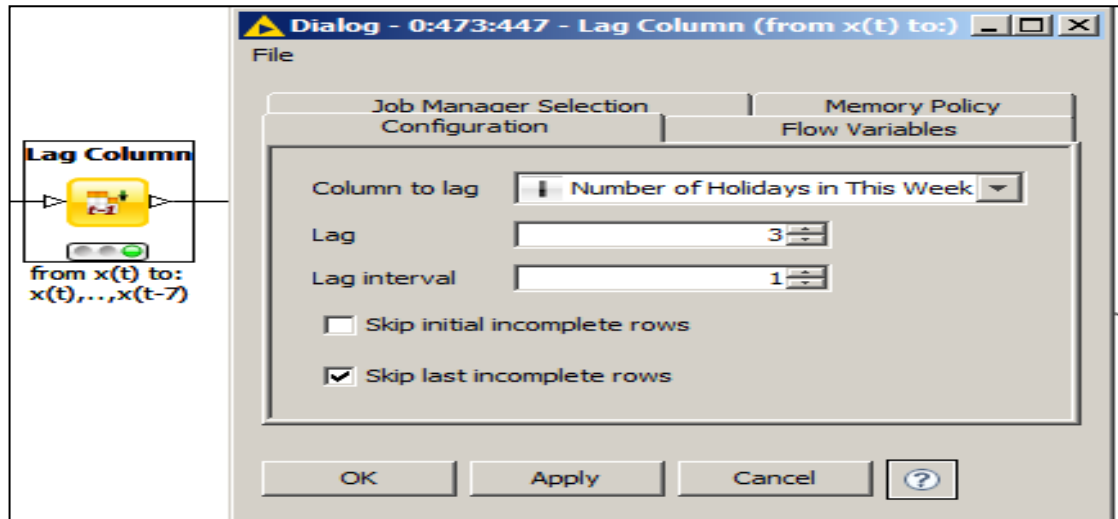 Dialog - 0:473:447 - Lag Column (from x(t) to:)
File
Job Manager Selection
Memory Policy
Configuration
Flow Variables
Lag Column
t-1
from x(t) to:
x(t),..,x(t-7)
Column to lag
Number of Holidays in This Week
Lag
3
Lag interval
1
Skip initial incomplete rows
Skip last incomplete rows
OK
Apply
Cancel
?